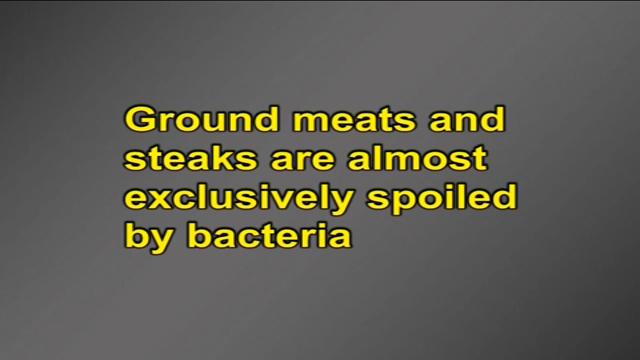 Ground meats and
steaks are almost
exclusively spoiled
by bacteria